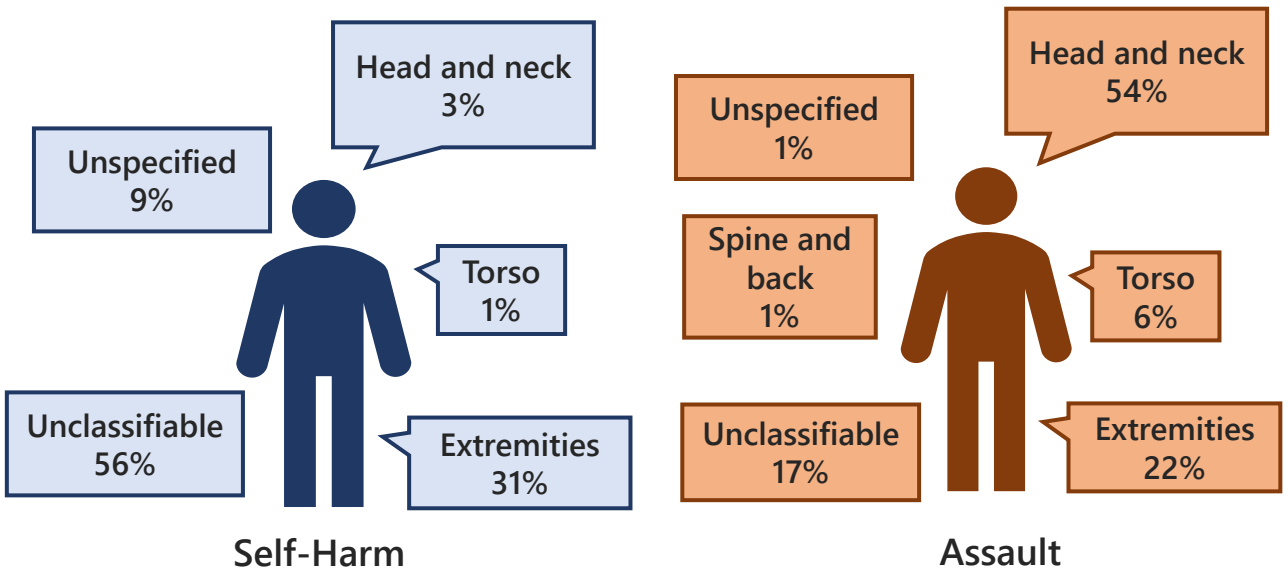 Head and neck
3%
Unspecified
9%
Torso
1%
Unclassifiable
56%
Extremities
31%
Self-Harm
Head and neck
54%
Unspecified
1%
Spine and
back
1%
Torso
6%
Unclassifiable
17%
Extremities
22%
Assault